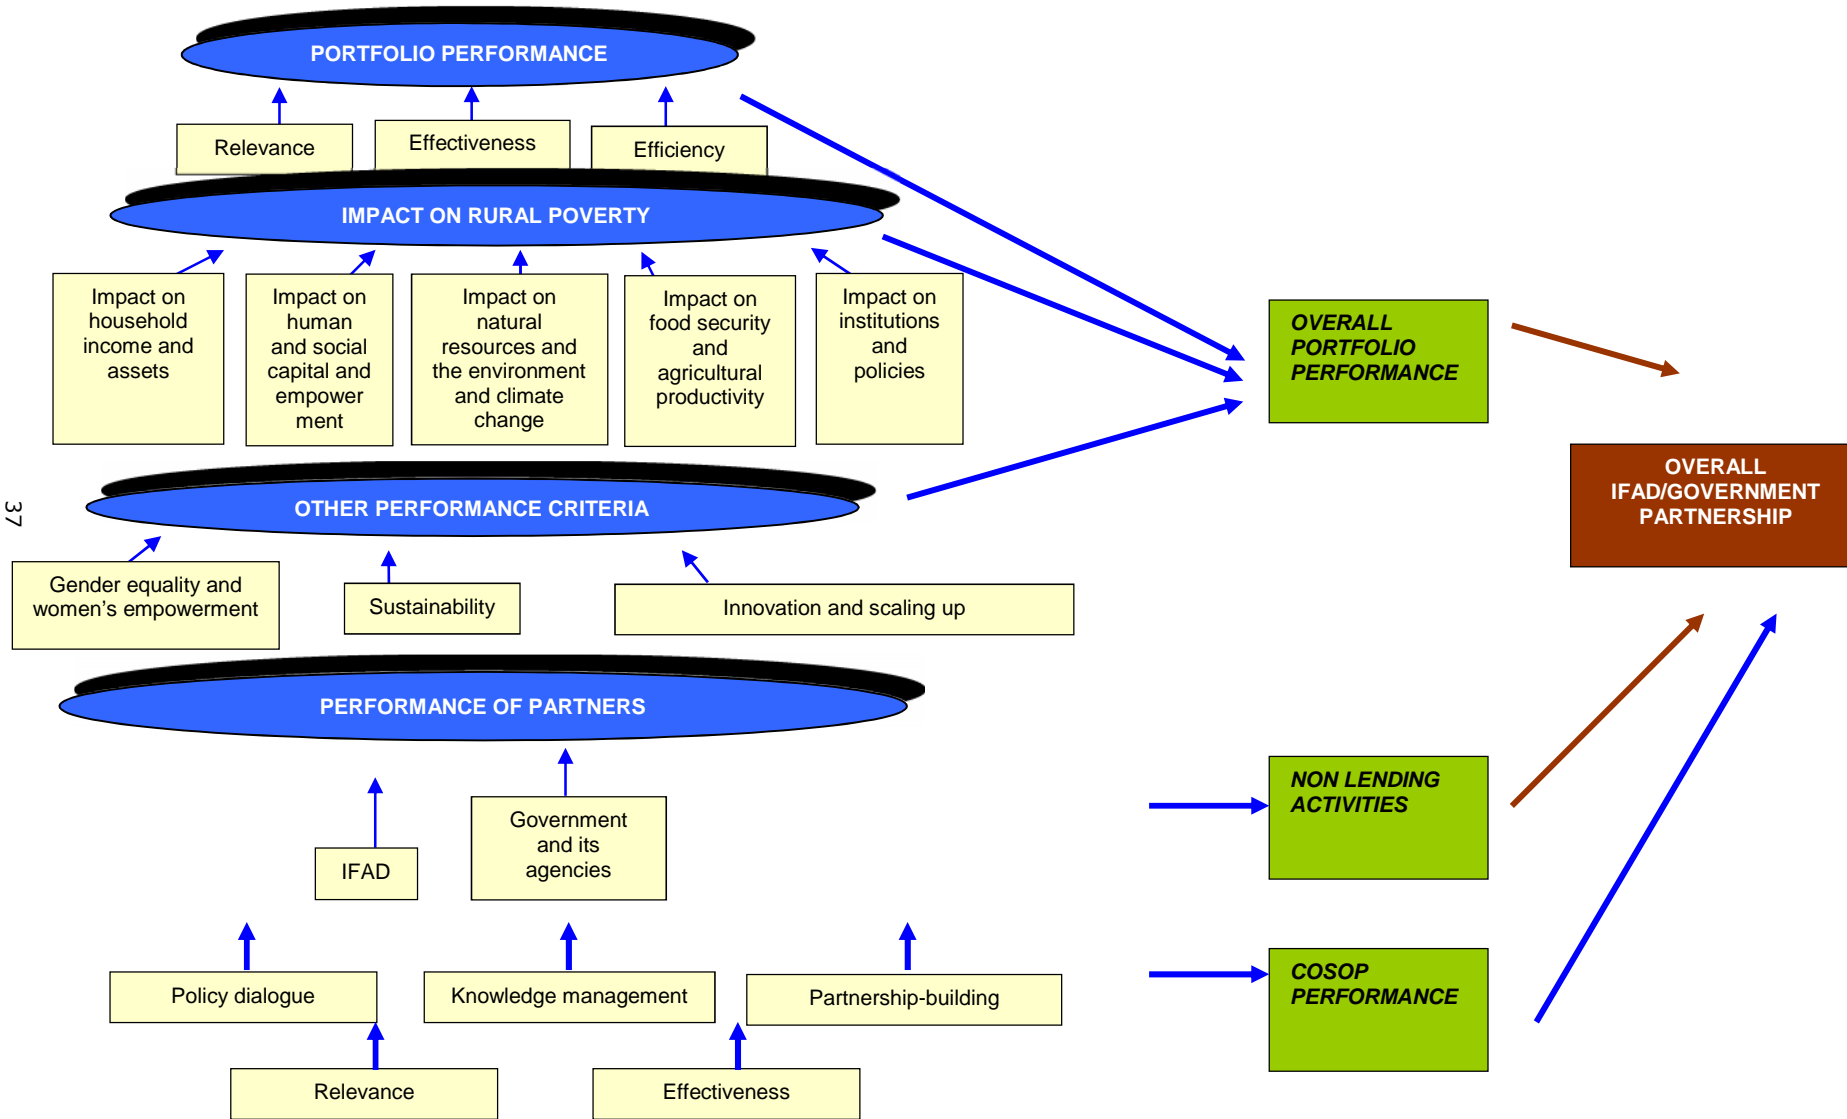 PORTFOLIO PERFORMANCE
Relevance
Effectiveness
Efficiency
IMPACT ON RURAL POVERTY
Impact on
household
income and
assets
Impact on
human
and social
capital and
empower
ment
Impact on
natural
resources and
the environment
and climate
change
Impact on
food security
and
agricultural
productivity
Impact on
institutions
and
policies
OVERALL
PORTFOLIO
PERFORMANCE
OVERALL
IFAD/GOVERNMENT
PARTNERSHIP
37
OTHER PERFORMANCE CRITERIA
Gender equality and
women’s empowerment
Sustainability
Innovation and scaling up
PERFORMANCE OF PARTNERS
IFAD
Government
and its
agencies
NON LENDING
ACTIVITIES
Policy dialogue
Knowledge management
Partnership-building
COSOP
PERFORMANCE
Relevance
Effectiveness